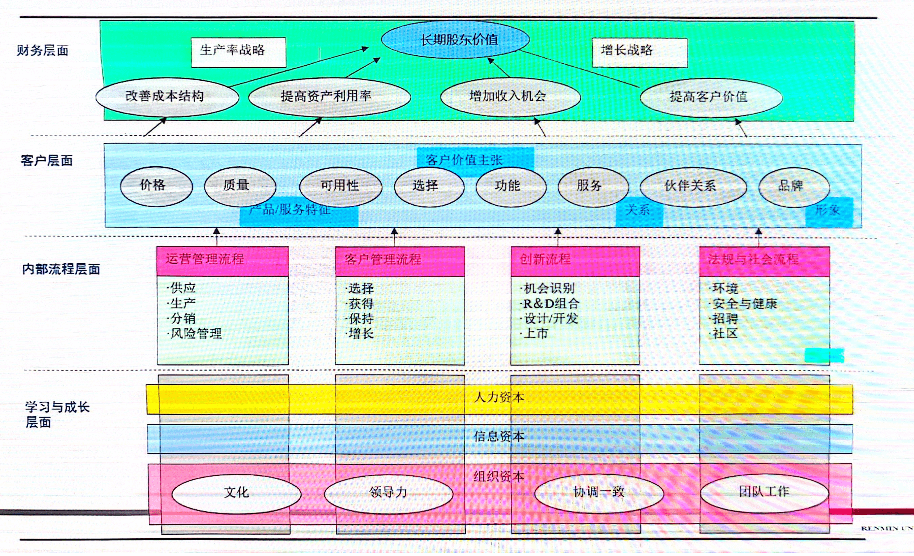 财务层面
生产率战略
长期股东价值
增长战略
改善成本结构
提高资产利用率
增加收入机会
提高客户价值
客户层面
客户价值主张
价格
质量
可用性
选择
功能
服务
伙伴关系
品牌
产品/服务特征
关系
形象
内部流程层面
运营管理流程
·供应
·生产
·分销
·风险管理
客户管理流程
·选择
·获得
·保持
·增长
创新流程
·机会识别
·R&D组合
·设计/开发
·上市
法规与社会流程
·环境
·安全与健康
·招聘
·社区
学习与成长
层面
人力资本
信息资本
组织资本
文化
领导力
协调一致
团队工作
RENMIN UN